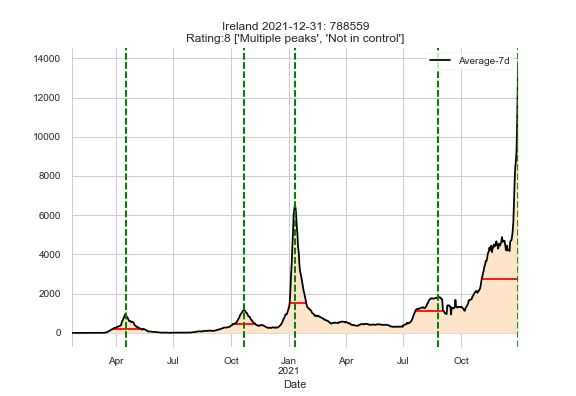 Ireland 2021-12-31: 788559
Rating:8 ['Multiple peaks', 'Not in control']
Average-7d
14000
12000
10000
8000
6000
4000
2000
0
Apr Jul Oct Jan Apr Jul Oct
2021
Date